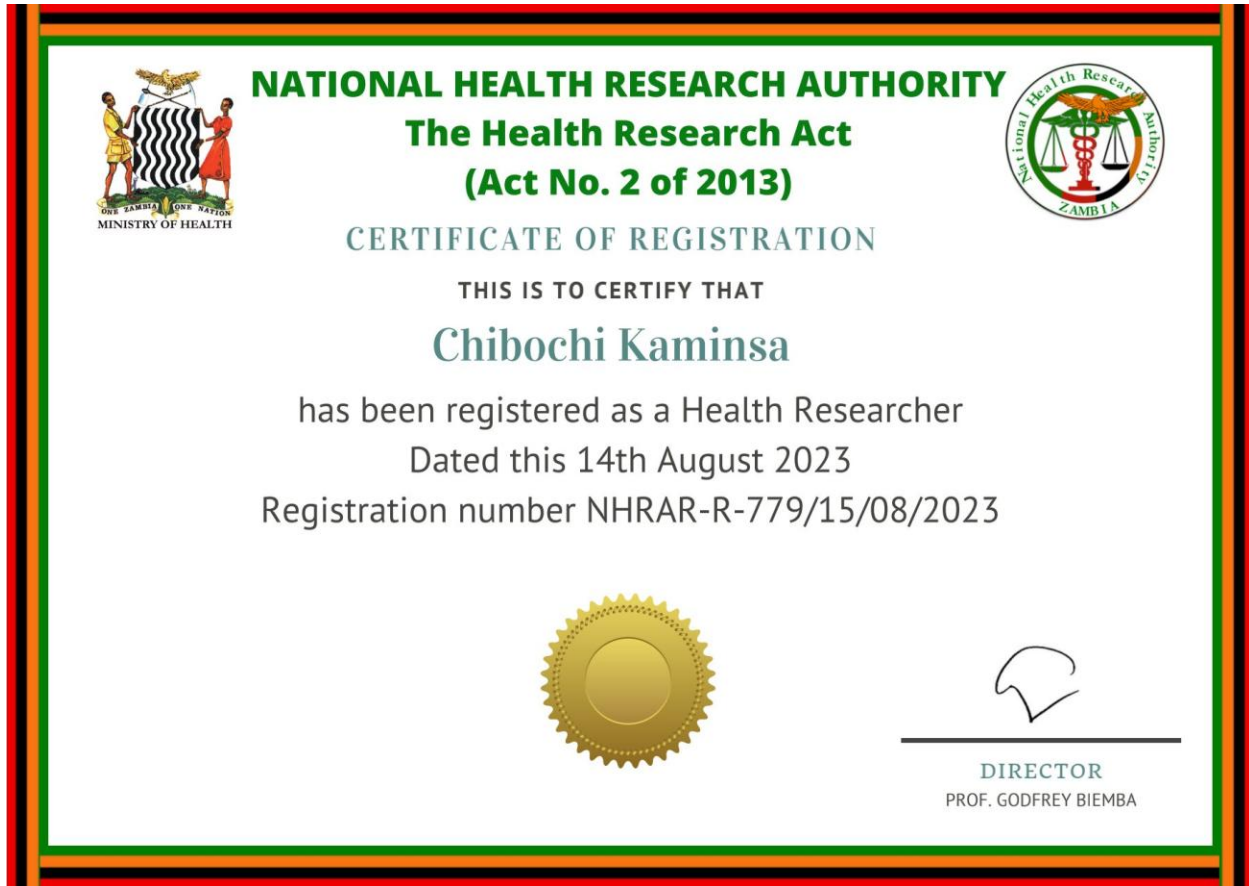 NATIONAL HEALTH RESEARCH AUTHORITY
The Health Research Act
(Act No. 2 of 2013)
ONE ZAMBIA ONE NATION
MINISTRY OF HEALTH
National Health Research Authority
ZAMBIA
CERTIFICATE OF REGISTRATION
THIS IS TO CERTIFY THAT
Chibochi Kaminsa
has been registered as a Health Researcher
Dated this 14th August 2023
Registration number NHRAR-R-779/15/08/2023
DIRECTOR
PROF. GODFREY BIEMBA